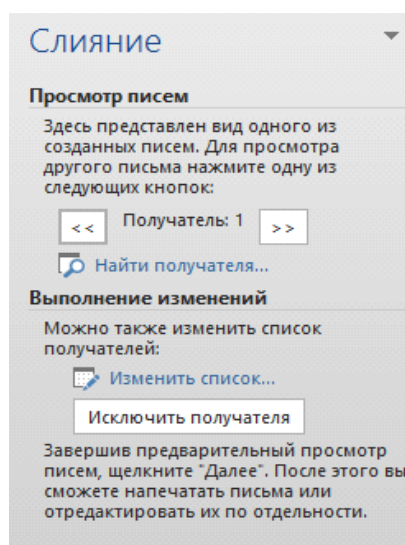 Слияние
Просмотр писем
Здесь представлен вид одного из
созданных писем. Для просмотра
другого письма нажмите одну из
следующих кнопок:
<< Получатель: 1 >>
Найти получателя...
Выполнение изменений
Можно также изменить список
получателей:
Изменить список...
Исключить получателя
Завершив предварительный просмотр
писем, щелкните "Далее". После этого вы
сможете напечатать письма или
отредактировать их по отдельности.